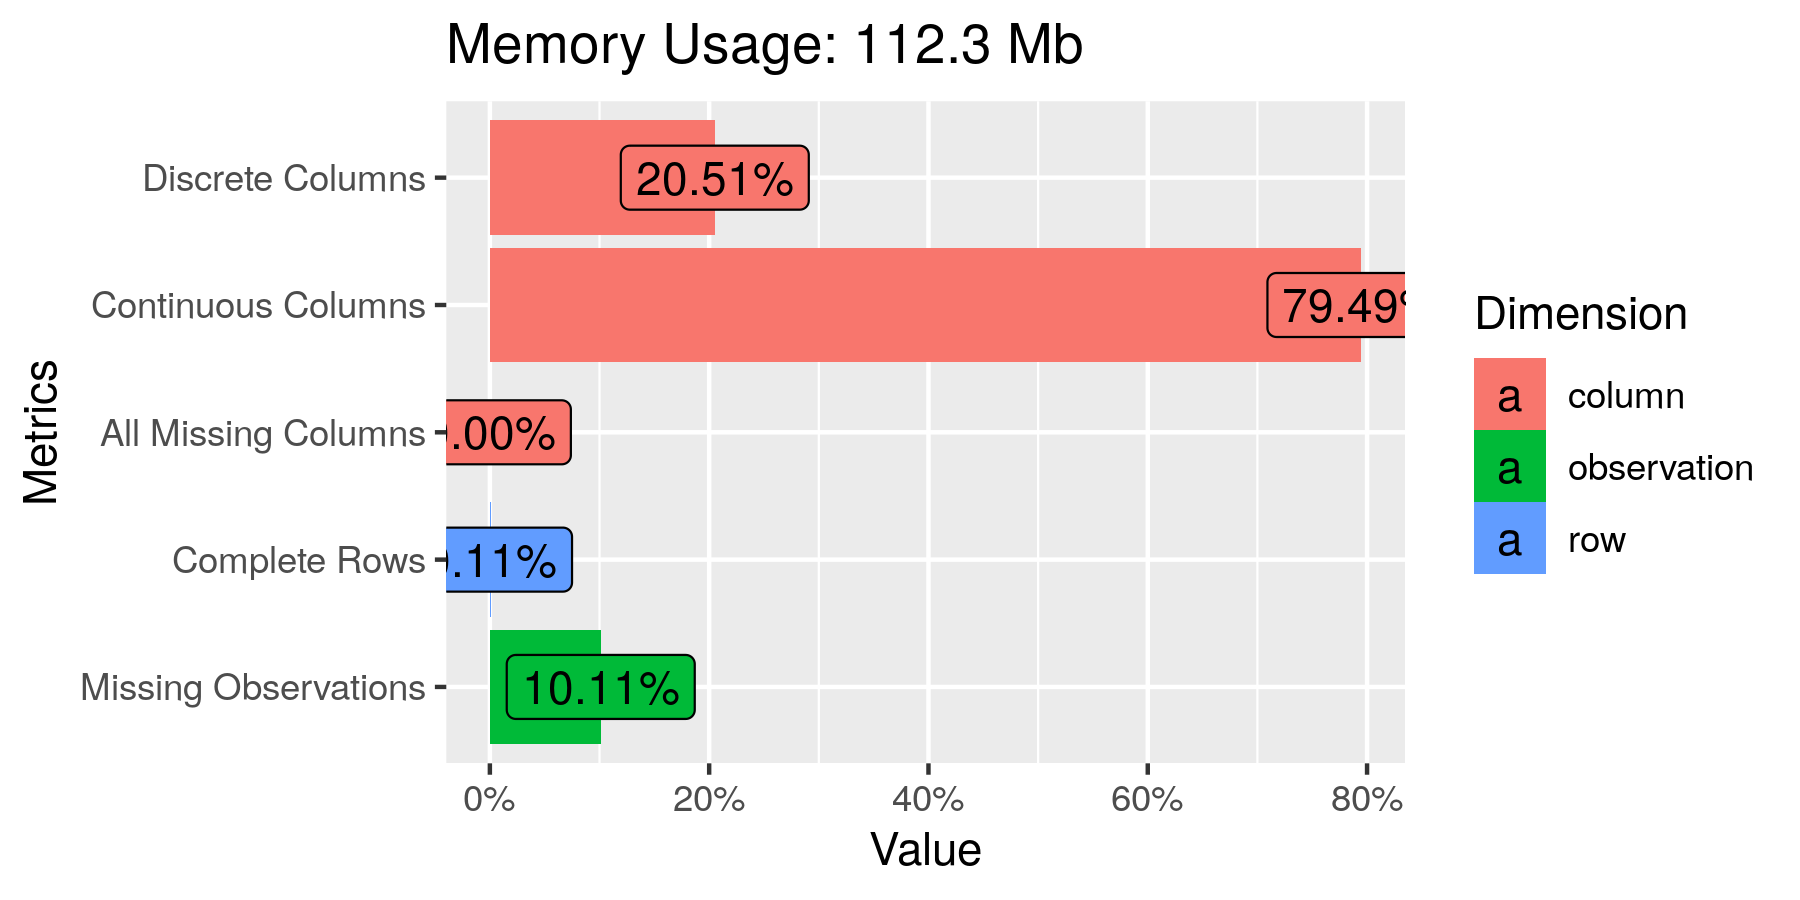 Memory Usage: 112.3 Mb
Discrete Columns
20.51%
Continuous Columns
79.49%
All Missing Columns
.00%
Complete Rows
.11%
Missing Observations
10.11%
0% 20% 40% 60% 80%
Value
Metrics
Dimension
a column
a observation
a row